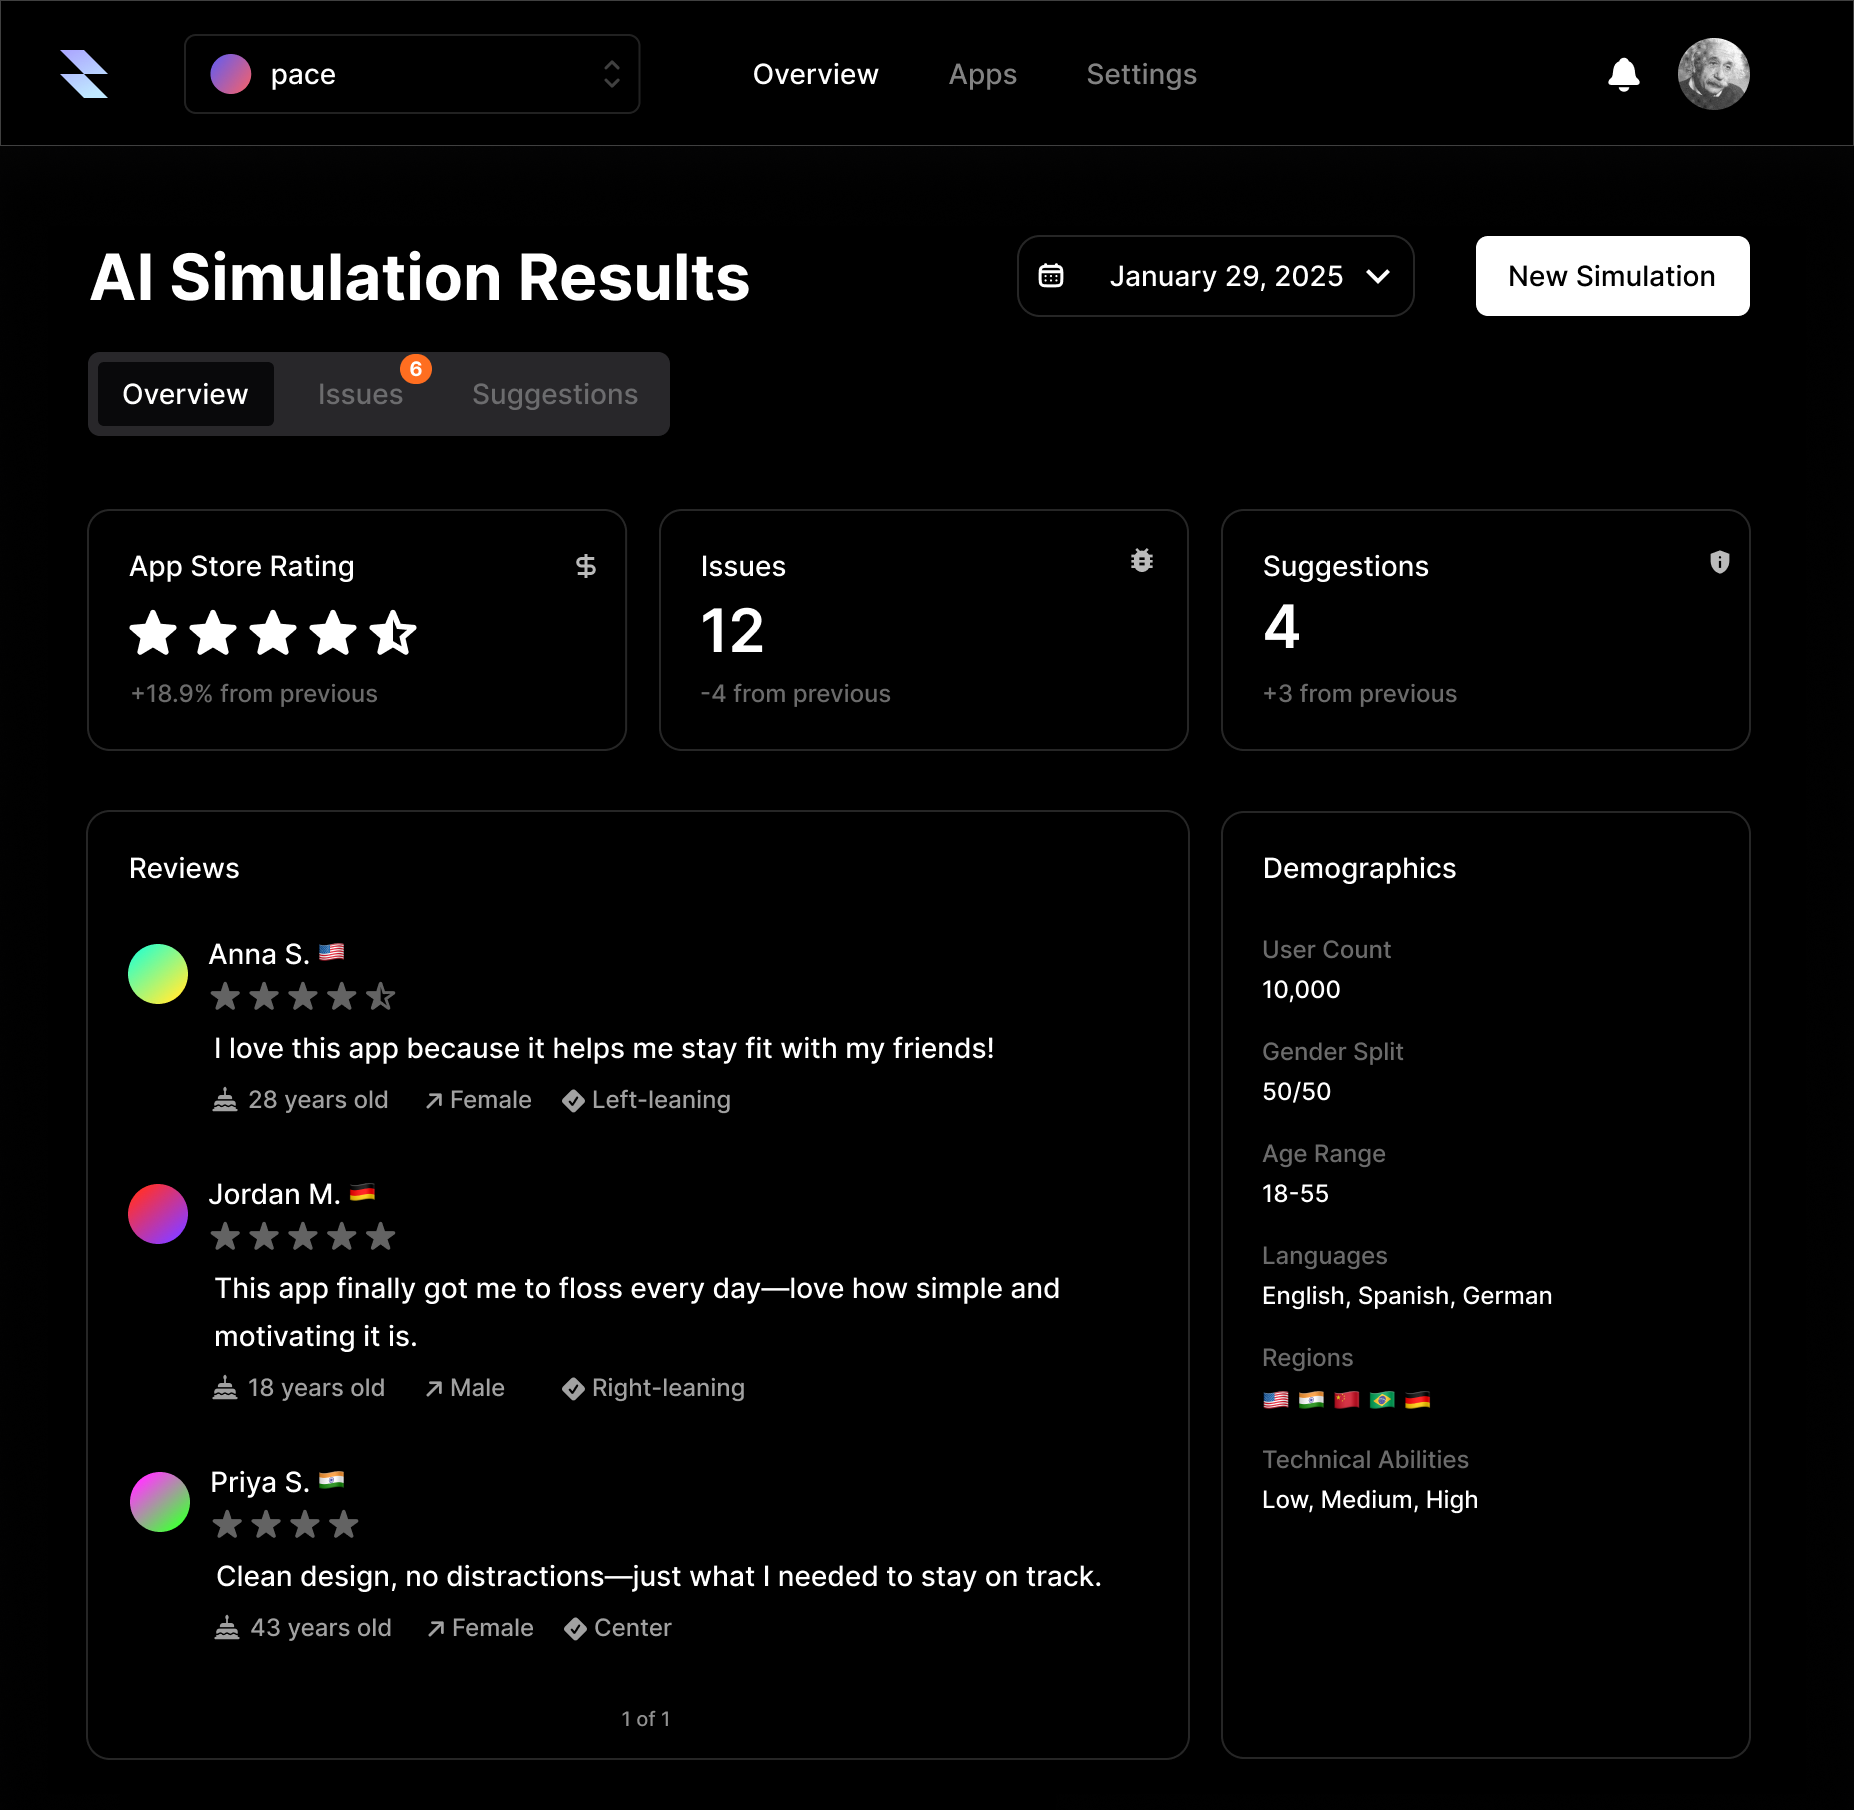 pace
Overview
Apps
Settings
AI Simulation Results
January 29, 2025
New Simulation
Overview
Issues
6
Suggestions
App Store Rating
+18.9% from previous
Issues
12
-4 from previous
Suggestions
4
+3 from previous
Reviews
Anna S.
I love this app because it helps me stay fit with my friends!
28 years old
Female
Left-leaning
Jordan M.
This app finally got me to floss every day—love how simple and
motivating it is.
18 years old
Male
Right-leaning
Priya S.
Clean design, no distractions—just what I needed to stay on track.
43 years old
Female
Center
1 of 1
Demographics
User Count
10,000
Gender Split
50/50
Age Range
18-55
Languages
English, Spanish, German
Regions
Technical Abilities
Low, Medium, High